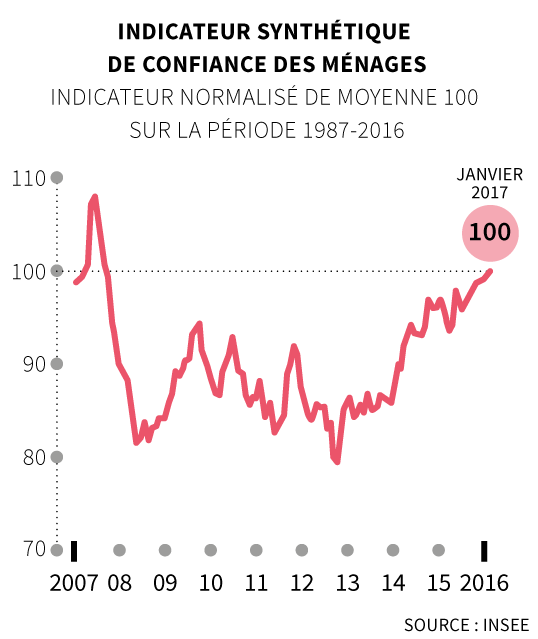 INDICATEUR SYNTHÉTIQUE
DE CONFIANCE DES MÉNAGES
INDICATEUR NORMALISÉ DE MOYENNE 100
SUR LA PÉRIODE 1987-2016
110
JANVIER
2017
100
100
90
80
70
2007 08 09 10 11 12 13 14 15 2016
SOURCE : INSEE